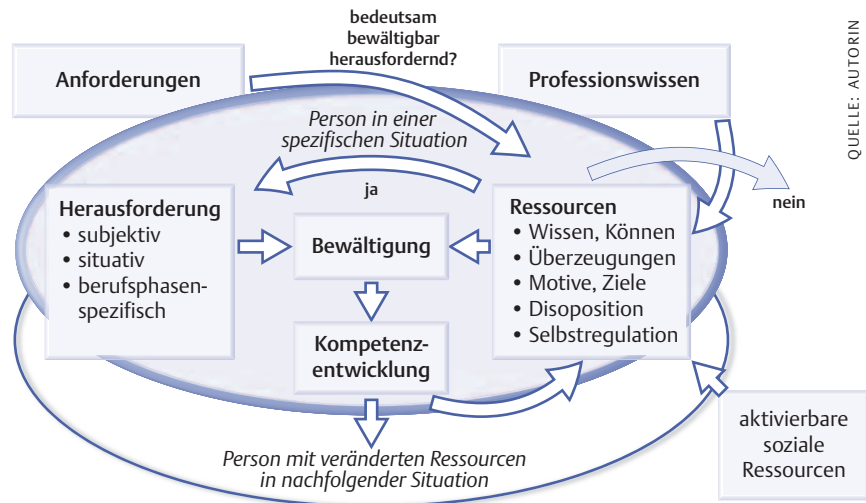 bedeutsam
bewältigbar
herausfordernd?
Anforderungen
Professionswissen
QUELLE: AUTORIN
Person in einer
spezifischen Situation
ja
nein
Herausforderung
• subjektiv
• situativ
• berufsphasen-
spezifisch
Bewältigung
Ressourcen
• Wissen, Können
• Überzeugungen
• Motive, Ziele
• Disoposition
• Selbstregulation
Kompetenz-
entwicklung
Person mit veränderten Ressourcen
in nachfolgender Situation
aktivierbare
soziale
Ressourcen